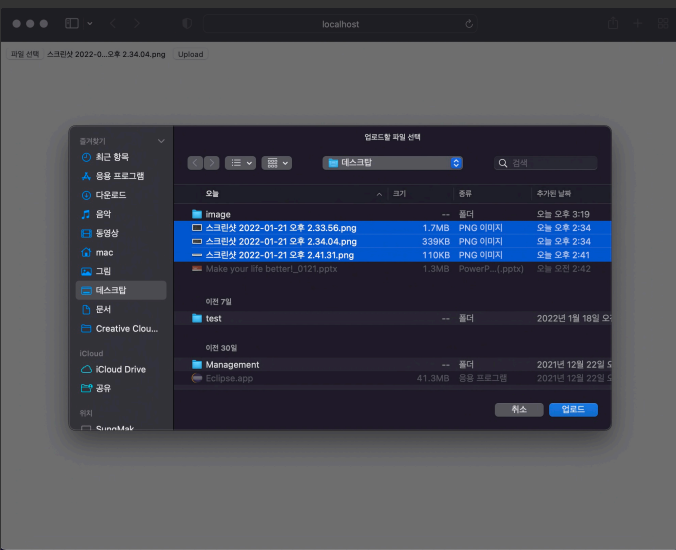 localhost
파일 선택 스크린샷 2022-0...오후 2.34.04.png Upload
업로드할 파일 선택
즐겨찾기
최근 항목
응용 프로그램
다운로드
음악
동영상
mac
그림
데스크탑
문서
Creative Clou...
iCloud
iCloud Drive
공유
위치
SungMak
데스크탑
검색
오늘 크기 종류 추가된 날짜
image -- 폴더 오늘 오후 3:19
스크린샷 2022-01-21 오후 2.33.56.png 1.7MB PNG 이미지 오늘 오후 2:34
스크린샷 2022-01-21 오후 2.34.04.png 339KB PNG 이미지 오늘 오후 2:34
스크린샷 2022-01-21 오후 2.41.31.png 110KB PNG 이미지 오늘 오후 2:41
Make your life better!_0121.pptx 1.3MB PowerP...(.pptx) 오늘 오전 2:42
이전 7일
test -- 폴더 2022년 1월 18일 오
이전 30일
Management -- 폴더 2021년 12월 22일 오
Eclipse.app 41.3MB 응용 프로그램 2021년 12월 22일 오
취소 업로드